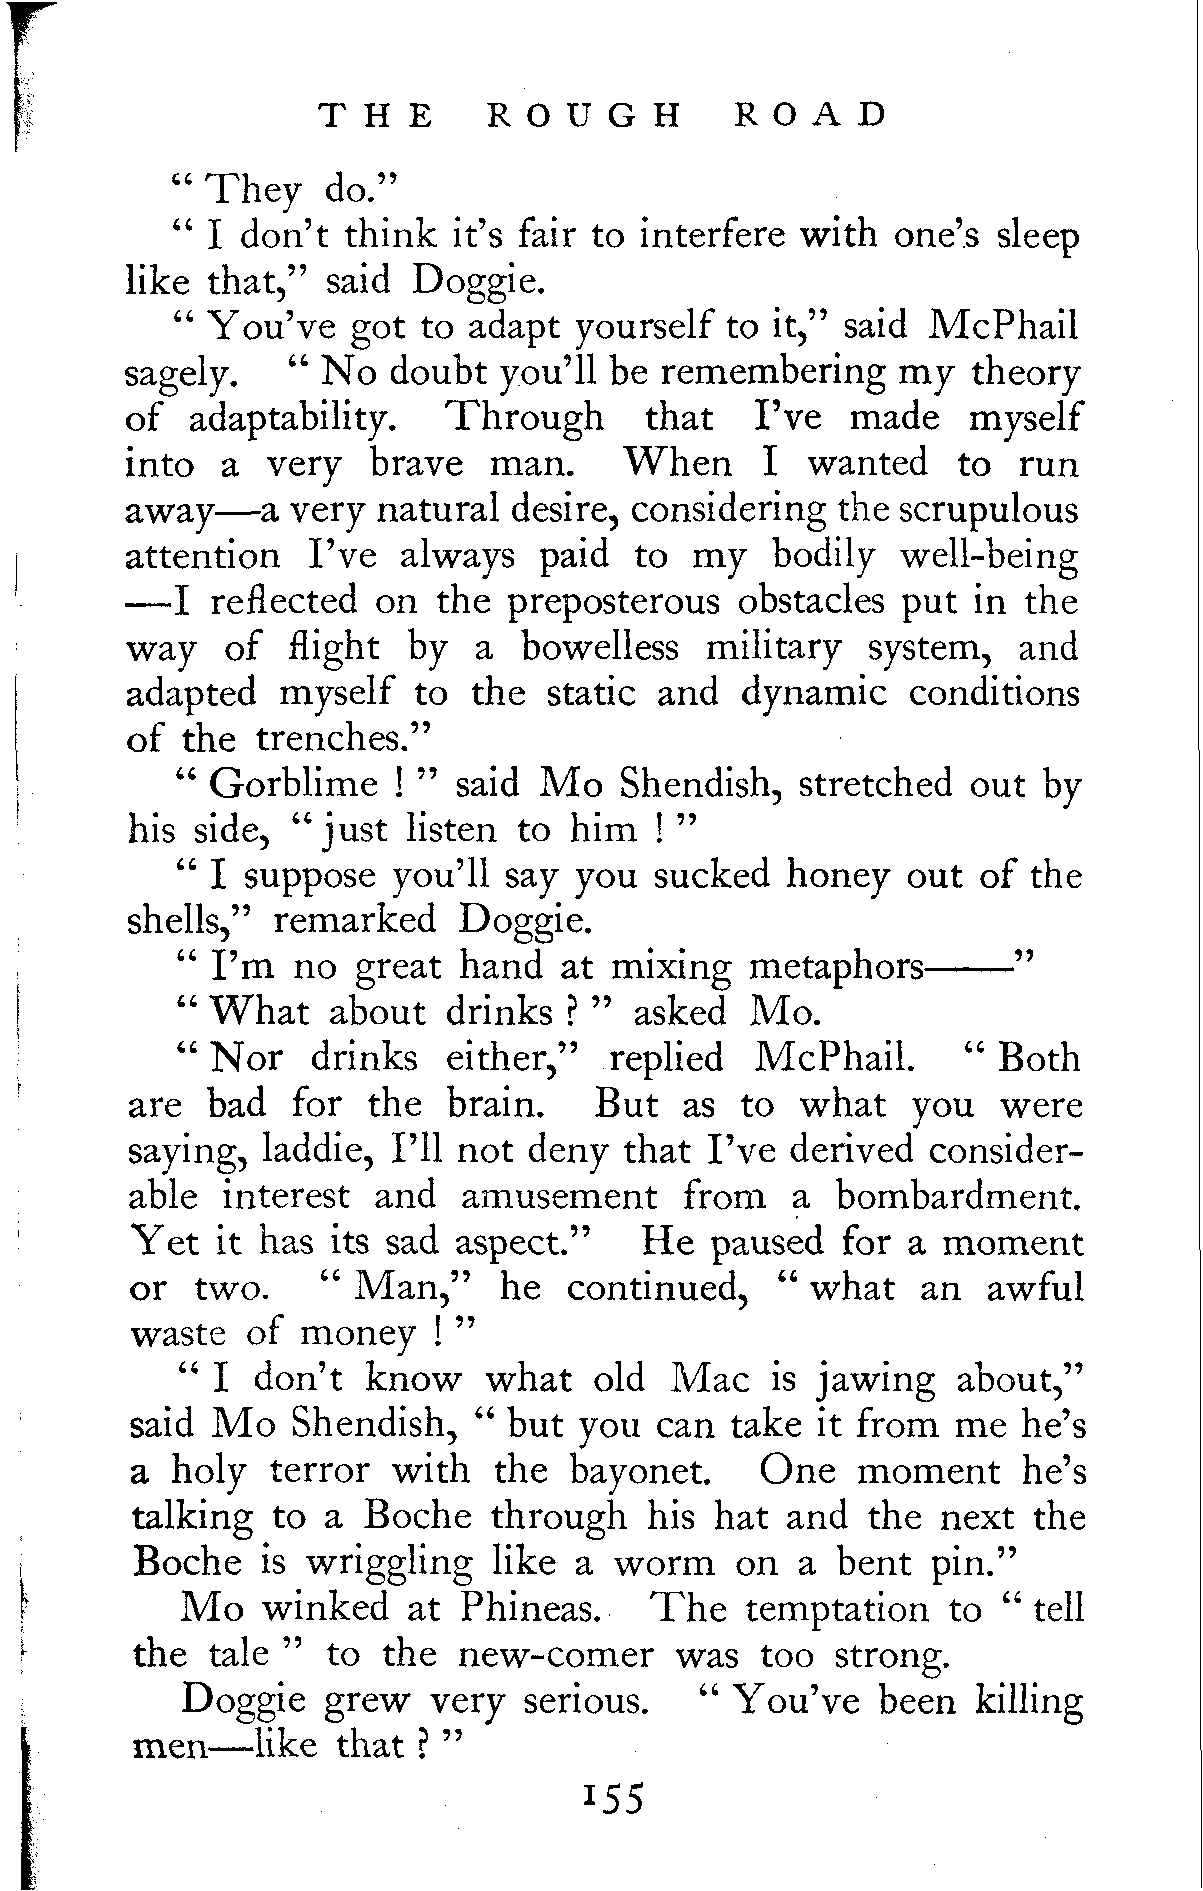 THE ROUGH ROAD
“ They do.”
“ I don’t think it’s fair to interfere with one’s sleep
like that,” said Doggie.
“ You’ve got to adapt yourself to it,” said McPhail
sagely. “ No doubt you’ll be remembering my theory
of adaptability. Through that I’ve made myself
into a very brave man. When I wanted to run
away—a very natural desire, considering the scrupulous
attention I’ve always paid to my bodily well-being
—I reflected on the preposterous obstacles put in the
way of flight by a bowelless military system, and
adapted myself to the static and dynamic conditions
of the trenches.”
“ Gorblime ! ” said Mo Shendish, stretched out by
his side, “ just listen to him ! ”
“ I suppose you’ll say you sucked honey out of the
shells,” remarked Doggie.
“ I’m no great hand at mixing metaphors——”
“ What about drinks ? ” asked Mo.
“ Nor drinks either,” replied McPhail. “ Both
are bad for the brain. But as to what you were
saying, laddie, I’ll not deny that I’ve derived consider-
able interest and amusement from a bombardment.
Yet it has its sad aspect.” He paused for a moment
or two. “ Man,” he continued, “ what an awful
waste of money ! ”
“ I don’t know what old Mac is jawing about,”
said Mo Shendish, “ but you can take it from me he’s
a holy terror with the bayonet. One moment he’s
talking to a Boche through his hat and the next the
Boche is wriggling like a worm on a bent pin.”
Mo winked at Phineas. The temptation to “ tell
the tale ” to the new-comer was too strong.
Doggie grew very serious. “ You’ve been killing
men—like that ? ”
155